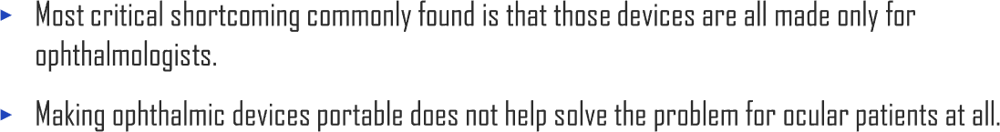 ▸ Most critical shortcoming commonly found is that those devices are all made only for
ophthalmologists.
▸ Making ophthalmic devices portable does not help solve the problem for ocular patients at all.